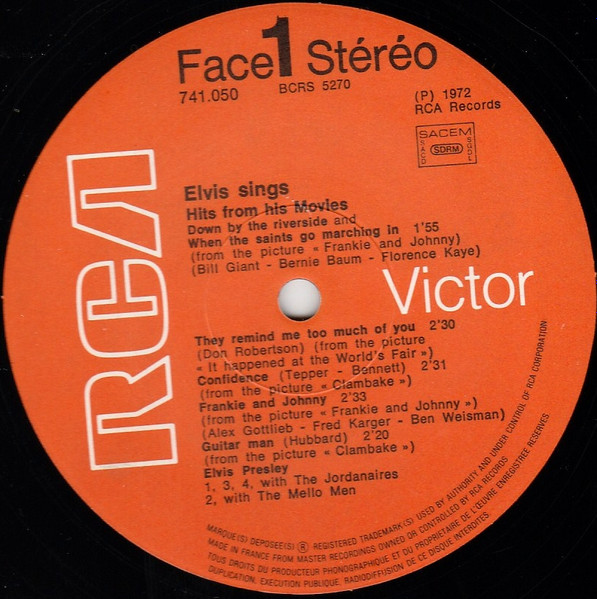 Face 1 Stéréo
741.050
BCRS 5270
(P) 1972
RCA Records
SACEM
SACD SDRM SGDL
RCA
Elvis sings
Hits from his Movies
Down by the riverside and
When the saints go marching in 1'55
(from the picture « Frankie and Johnny)
(Bill Giant - Bernie Baum - Florence Kaye)
Victor
They remind me too much of you 2'30
(Don Robertson) (from the picture
« It happened at the World's Fair »)
Confidence (Tepper - Bennett) 2'31
(from the picture « Clambake »)
Frankie and Johnny 2'33
(from the picture « Frankie and Johnny »)
(Alex Gottlieb - Fred Karger - Ben Weisman)
Guitar man (Hubbard) 2'20
(from the picture « Clambake »)
Elvis Presley
1, 3, 4, with The Jordanaires
2, with The Mello Men
MARQUE(S) DEPOSEE(S) ® REGISTERED TRADEMARK(S) USED BY AUTHORITY AND UNDER CONTROL OF RCA CORPORATION.
MADE IN FRANCE FROM MASTER RECORDINGS OWNED OR CONTROLLED BY RCA RECORDS
TOUS DROITS DU PRODUCTEUR PHONOGRAPHIQUE ET DU PROPRIETAIRE DE L'ŒUVRE ENREGISTREE RESERVES.
DUPLICATION, EXECUTION PUBLIQUE, RADIODIFFUSION DE CE DISQUE INTERDITES.